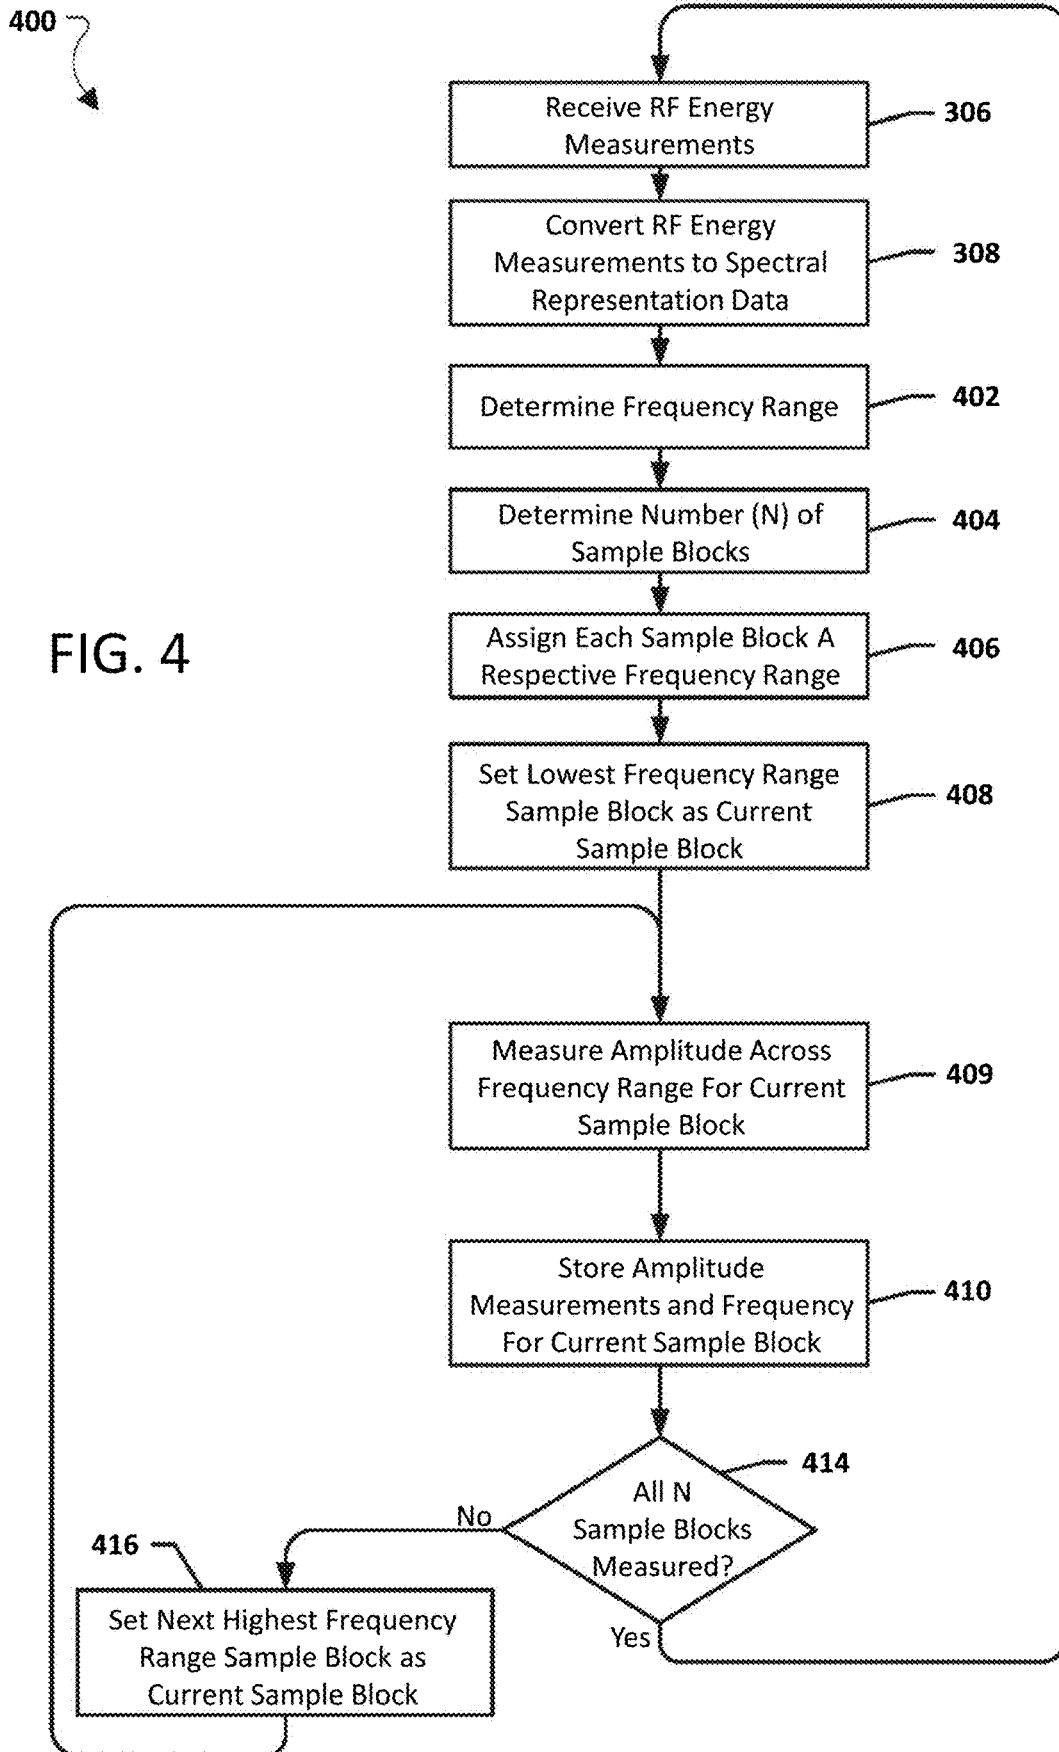 400
Receive RF Energy
Measurements
306
Convert RF Energy
Measurements to Spectral
Representation Data
308
Determine Frequency Range
402
Determine Number (N) of
Sample Blocks
404
FIG. 4
Assign Each Sample Block A
Respective Frequency Range
406
Set Lowest Frequency Range
Sample Block as Current
Sample Block
408
Measure Amplitude Across
Frequency Range For Current
Sample Block
409
Store Amplitude
Measurements and Frequency
For Current Sample Block
410
All N
Sample Blocks
Measured?
414
No
Yes
416
Set Next Highest Frequency
Range Sample Block as
Current Sample Block